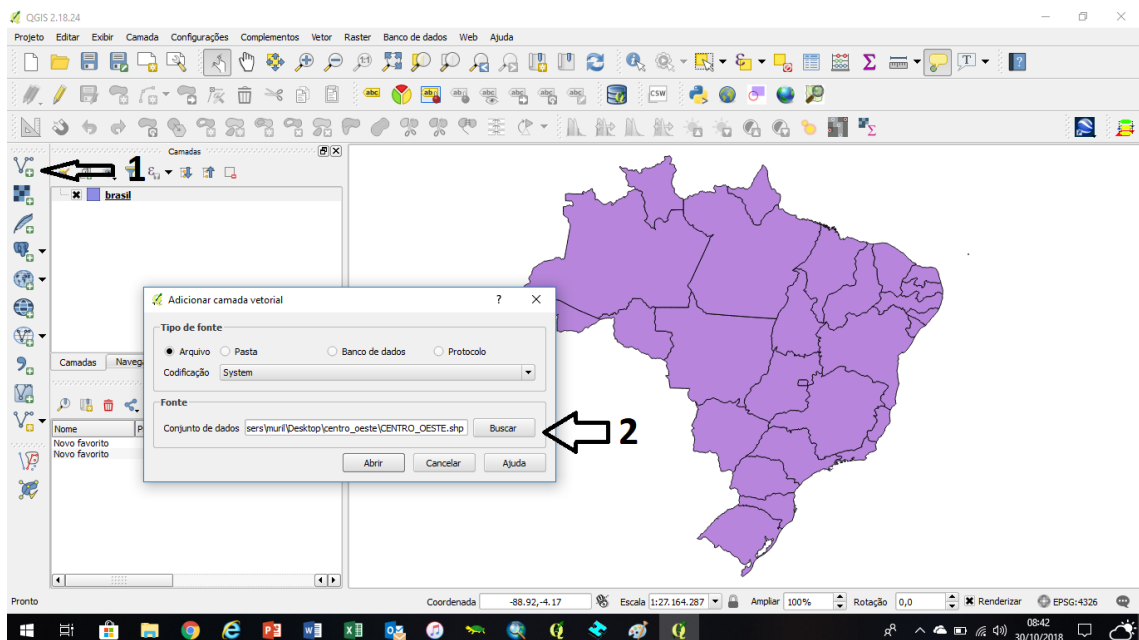 QGIS 2.18.24
Projeto Editar Exibir Camada Configurações Complementos Vetor Raster Banco de dados Web Ajuda
abc abc
CSW
1
Camadas
brasil
Adicionar camada vetorial ?
Tipo de fonte
Arquivo Pasta Banco de dados Protocolo
Codificação System
Camadas
Fonte
Conjunto de dados sers\muril\Desktop\centro_oeste\CENTRO_OESTE.shp Buscar
2
Abrir Cancelar Ajuda
Nome
Novo favorito
Novo favorito
Pronto
Coordenada -88.92,-4.17 Escala 1:27.164.287 Ampliar 100% Rotação 0,0 Renderizar EPSG:4326
08:42
30/10/2018